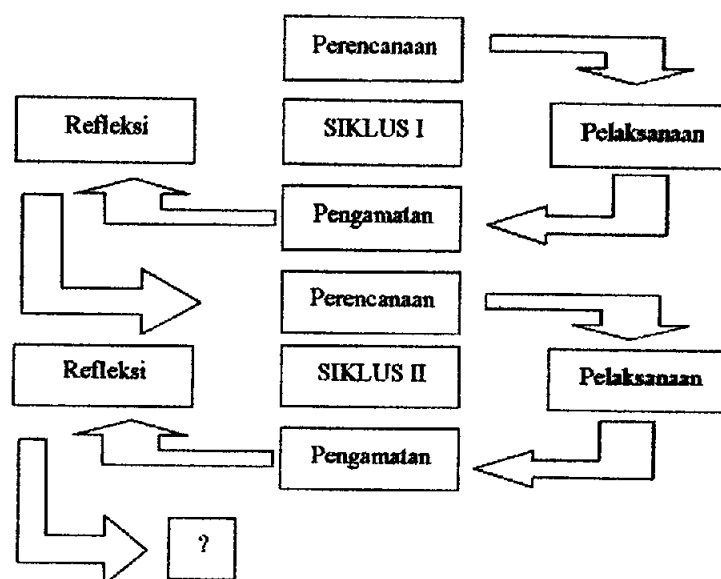 Perencanaan
Refleksi
SIKLUS I
Pelaksanaan
Pengamatan
Perencanaan
Refleksi
SIKLUS II
Pelaksanaan
Pengamatan
?